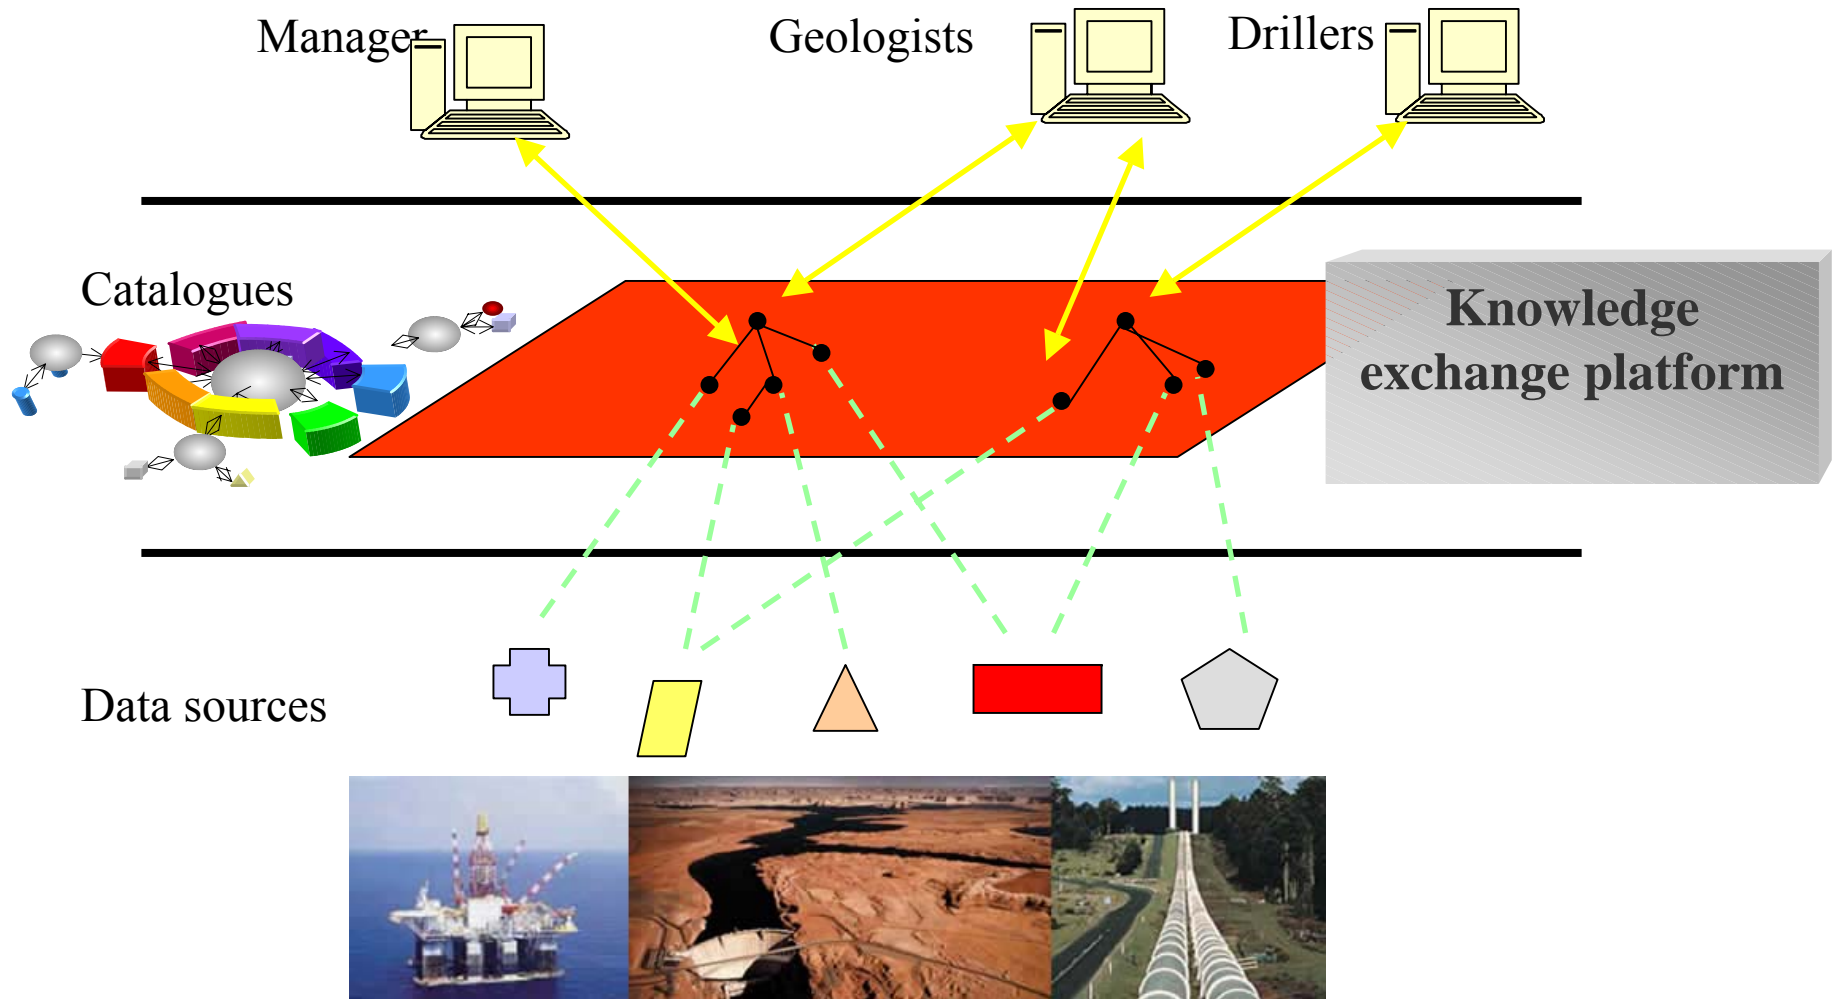 Manager
Geologists
Drillers
Catalogues
Knowledge
exchange platform
Data sources